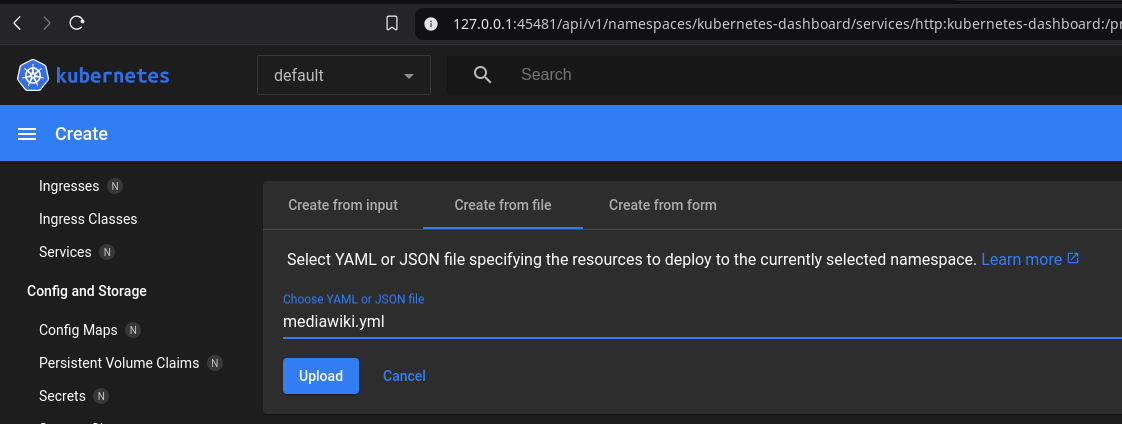 127.0.0.1:45481/api/v1/namespaces/kubernetes-dashboard/services/http:kubernetes-dashboard:/pr
kubernetes
default
Search
Create
Ingresses N
Ingress Classes
Services N
Config and Storage
Config Maps N
Persistent Volume Claims N
Secrets N
Create from input
Create from file
Create from form
Select YAML or JSON file specifying the resources to deploy to the currently selected namespace. Learn more
Choose YAML or JSON file
mediawiki.yml
Upload
Cancel